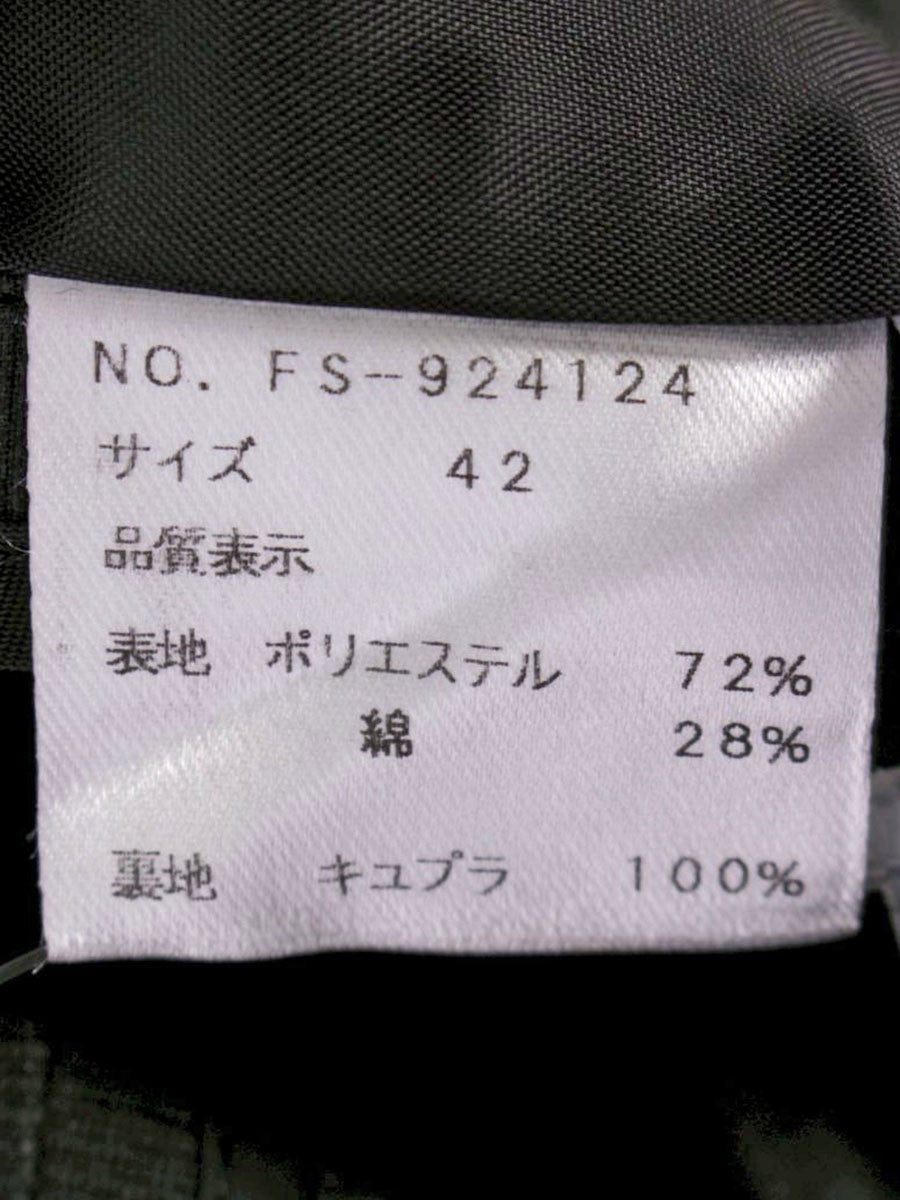 NO. FS-924124
サイズ 42
品質表示
表地 ポリエステル 72%
綿 28%
裏地 キュプラ 100%